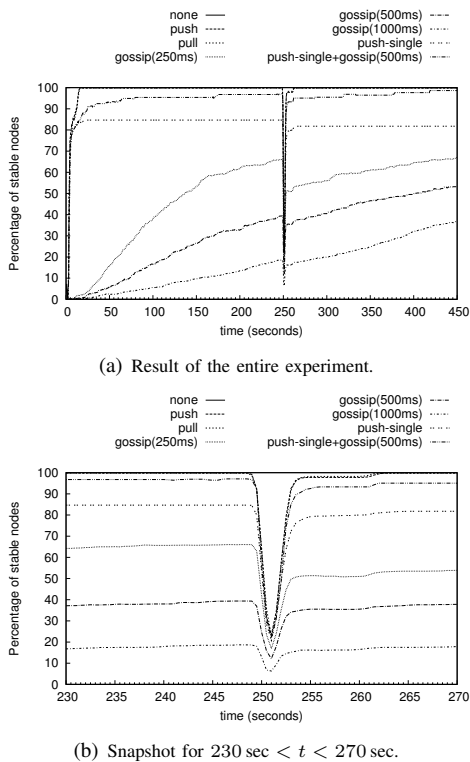 none
push
pull
gossip(250ms)
gossip(500ms)
gossip(1000ms)
push-single
push-single+gossip(500ms)
Percentage of stable nodes
100
90
80
70
60
50
40
30
20
10
0
0 50 100 150 200 250 300 350 400 450
time (seconds)
(a) Result of the entire experiment.
none
push
pull
gossip(250ms)
gossip(500ms)
gossip(1000ms)
push-single
push-single+gossip(500ms)
Percentage of stable nodes
100
90
80
70
60
50
40
30
20
10
0
230 235 240 245 250 255 260 265 270
time (seconds)
(b) Snapshot for 230 sec < t < 270 sec.